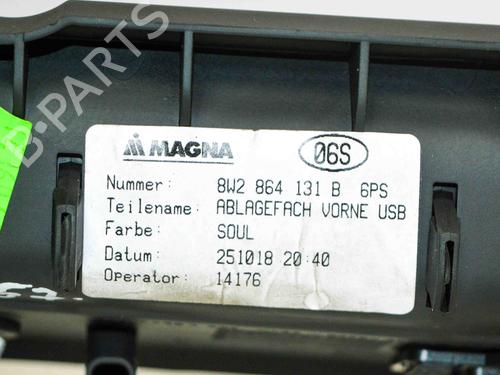 B-PARTS
MAGNA
06S
Nummer: 8W2 864 131 B 6PS
Teilename: ABLAGEFACH VORNE USB
Farbe: SOUL
Datum: 251018 20:40
Operator: 14176